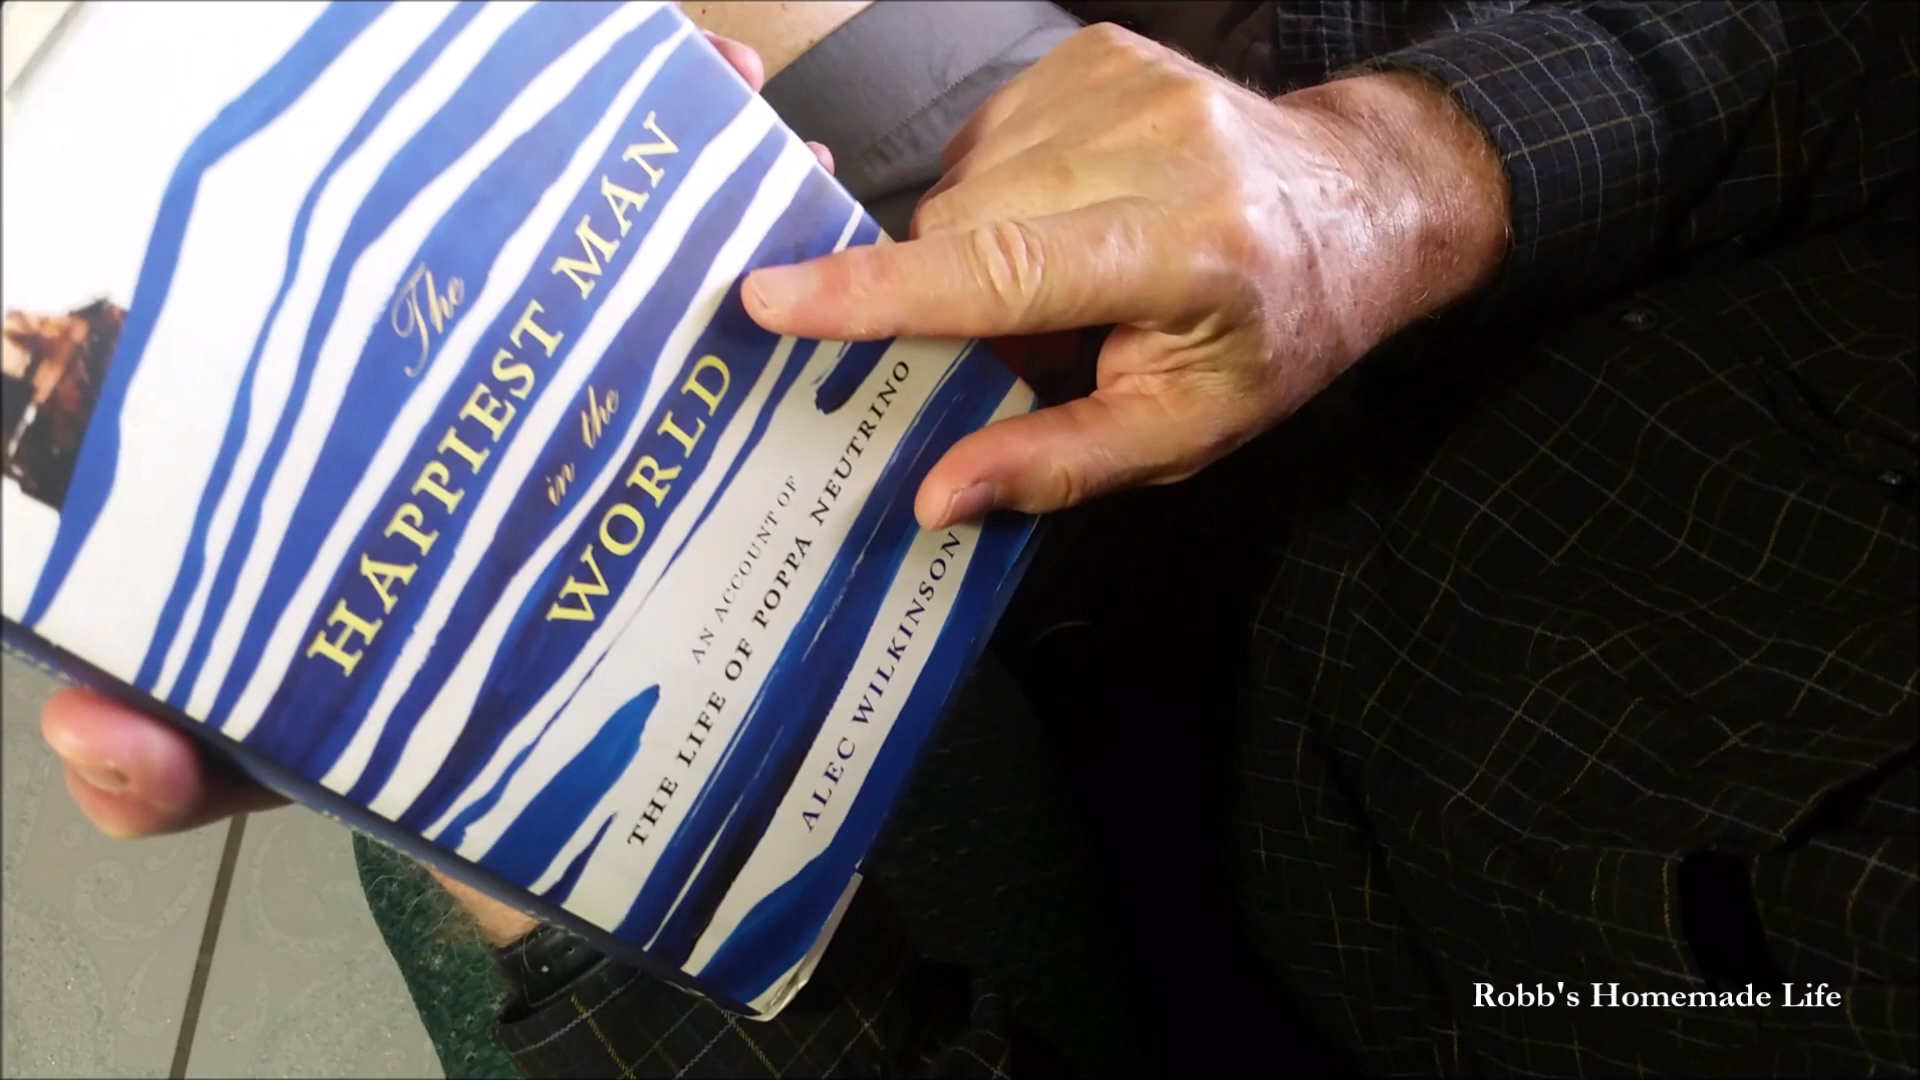 The
HAPPIEST MAN
in the
WORLD
AN ACCOUNT OF
THE LIFE OF POPPA NEUTRINO
ALEC WILKINSON
Robb's Homemade Life